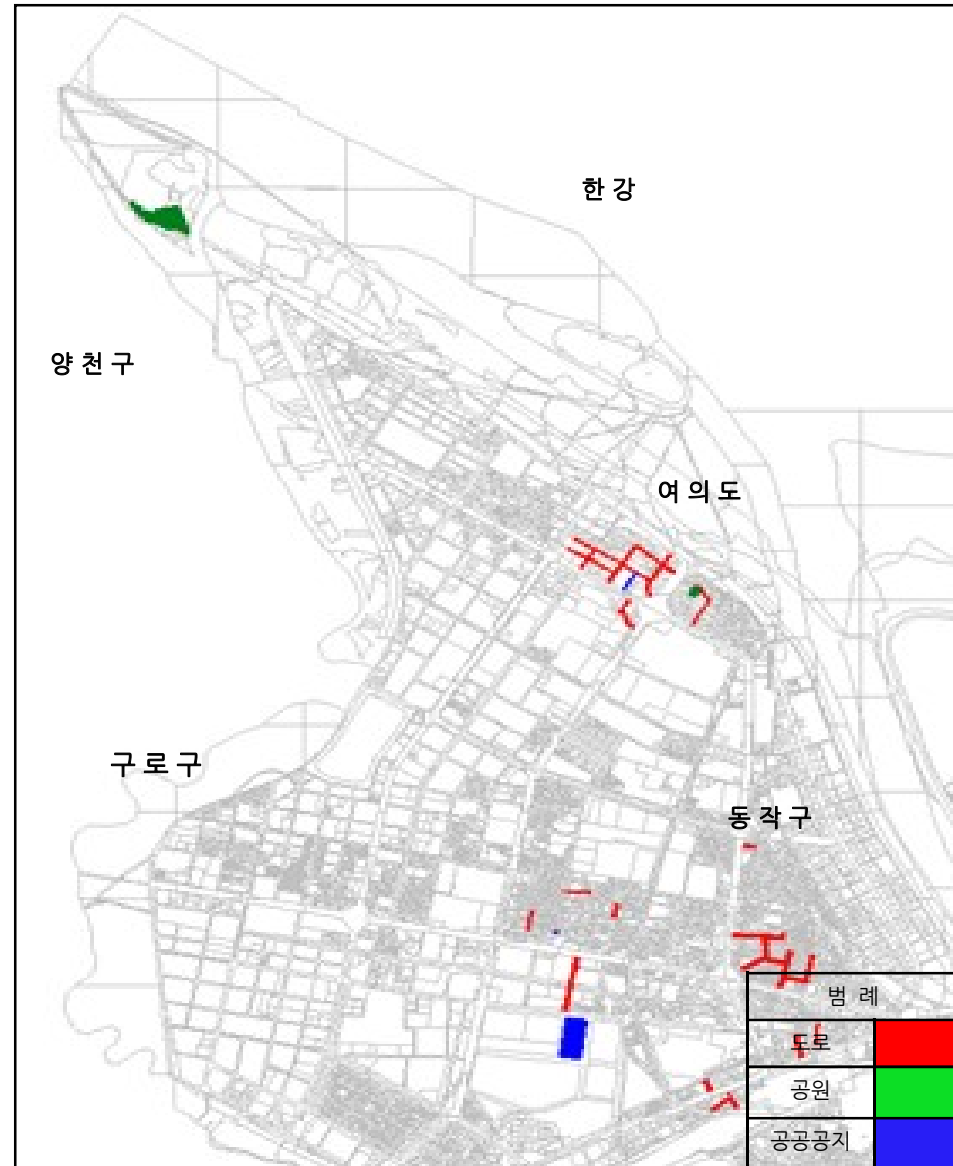 한 강
양 천 구
여 의 도
구 로 구
동 작 구
범 례
도로
공원
공공공지